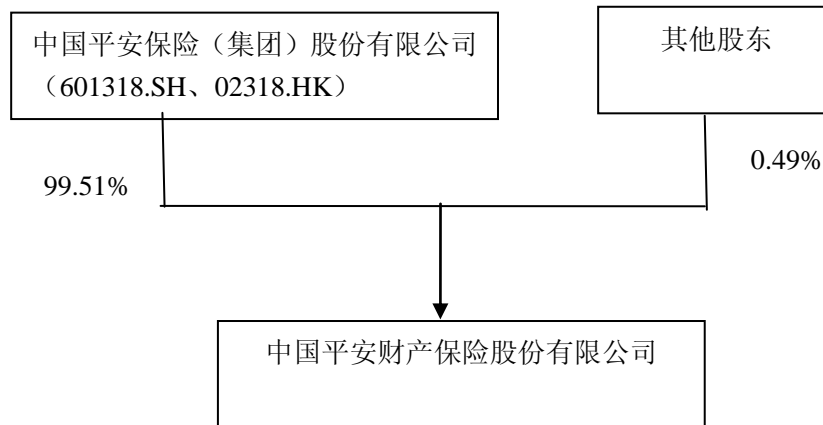 中国平安保险（集团）股份有限公司
（601318.SH、02318.HK）
其他股东
99.51%
0.49%
中国平安财产保险股份有限公司